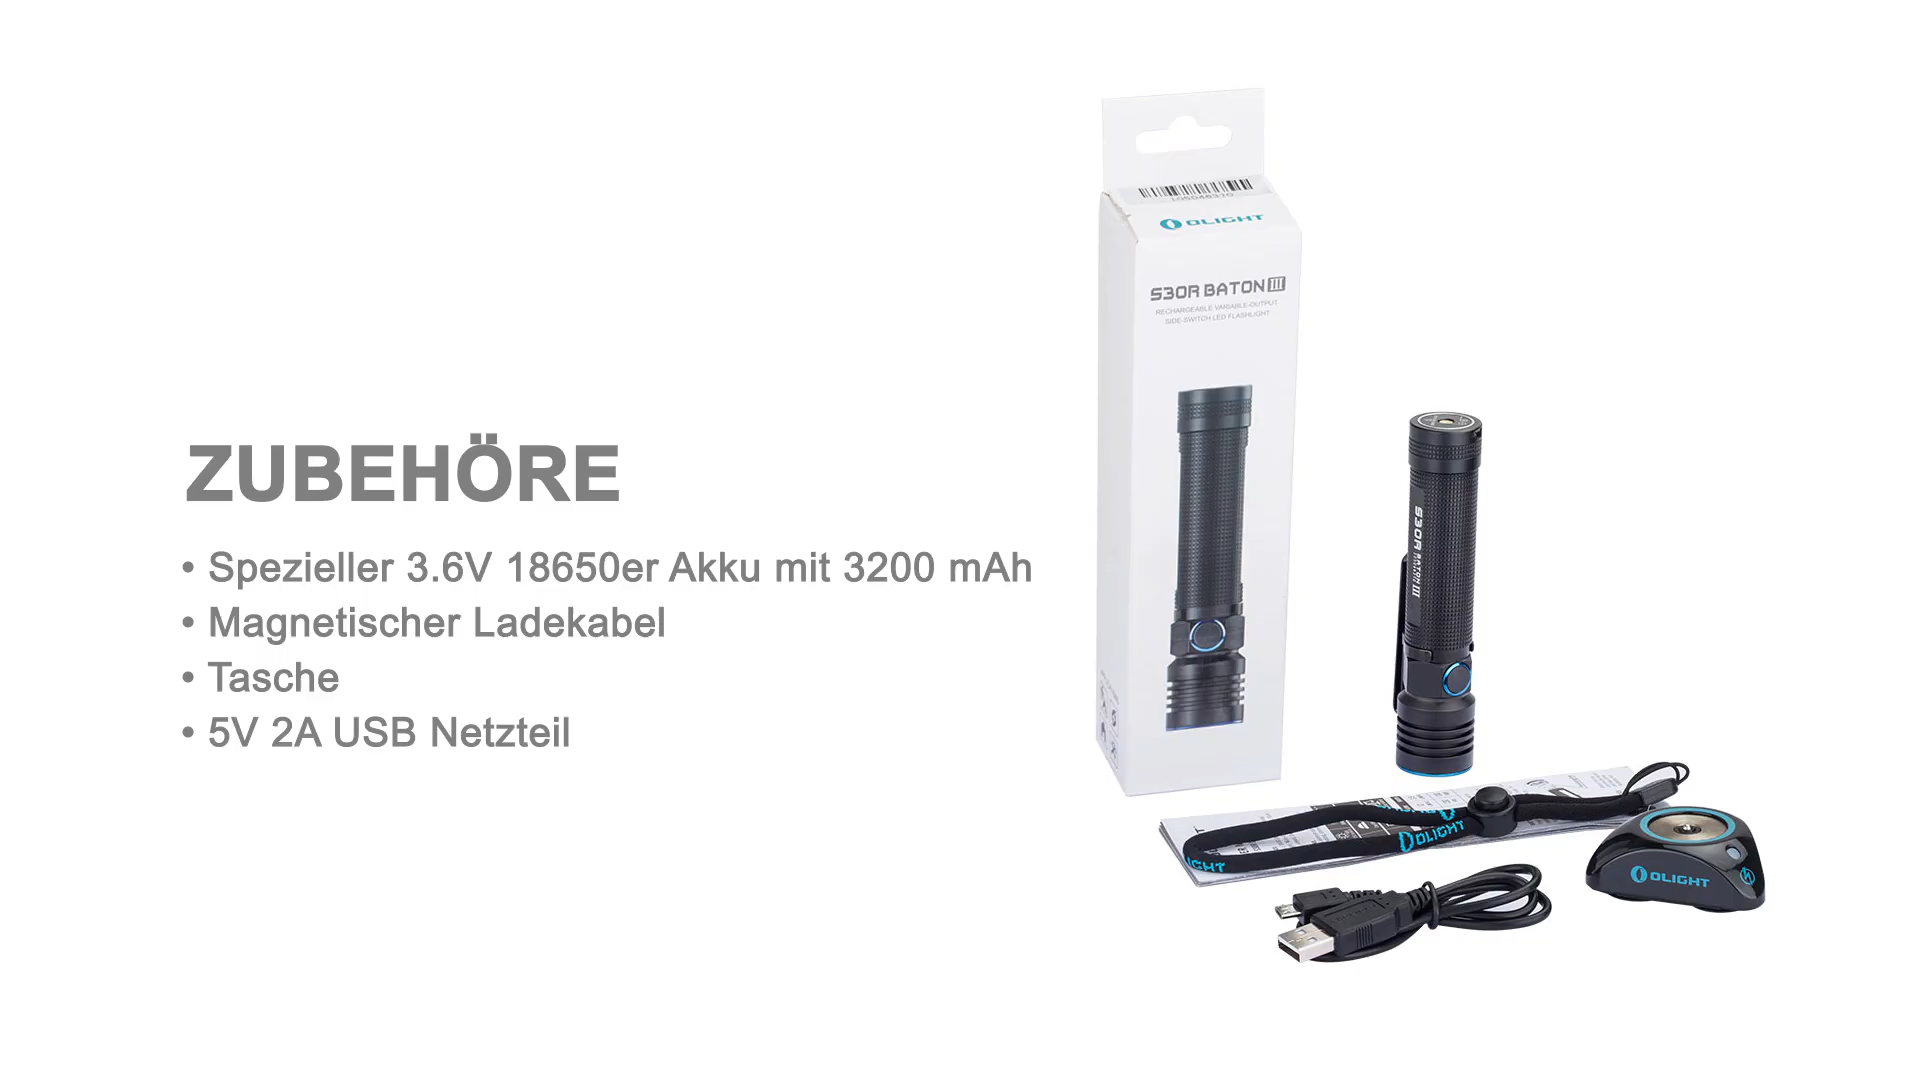 ZUBEHÖRE
• Spezieller 3.6V 18650er Akku mit 3200 mAh
• Magnetischer Ladekabel
• Tasche
• 5V 2A USB Netzteil
OLIGHT
S30R BATON III
RECHARGEABLE VARIABLE-OUTPUT
SIDE-SWITCH LED FLASHLIGHT
S30R BATON III
OLIGHT
OLIGHT